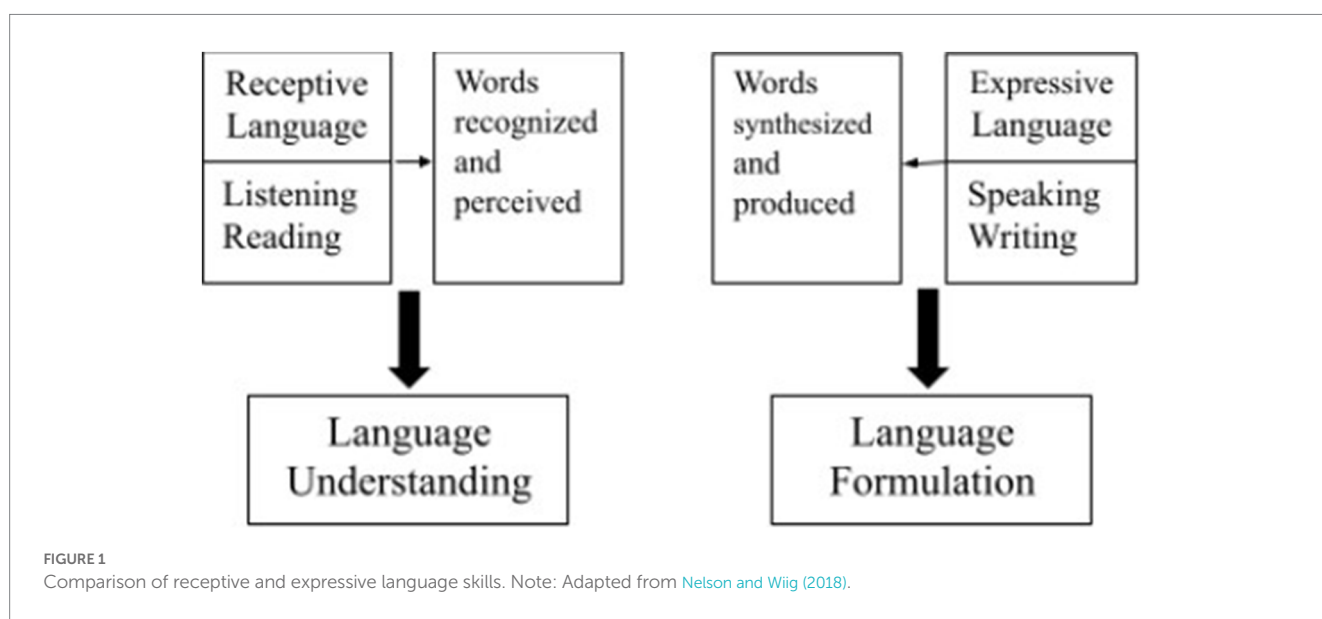 Receptive
Language
Listening
Reading
Words
recognized
and
perceived
Words
synthesized
and
produced
Expressive
Language
Speaking
Writing
Language
Understanding
Language
Formulation
FIGURE 1
Comparison of receptive and expressive language skills. Note: Adapted from Nelson and Wiig (2018).